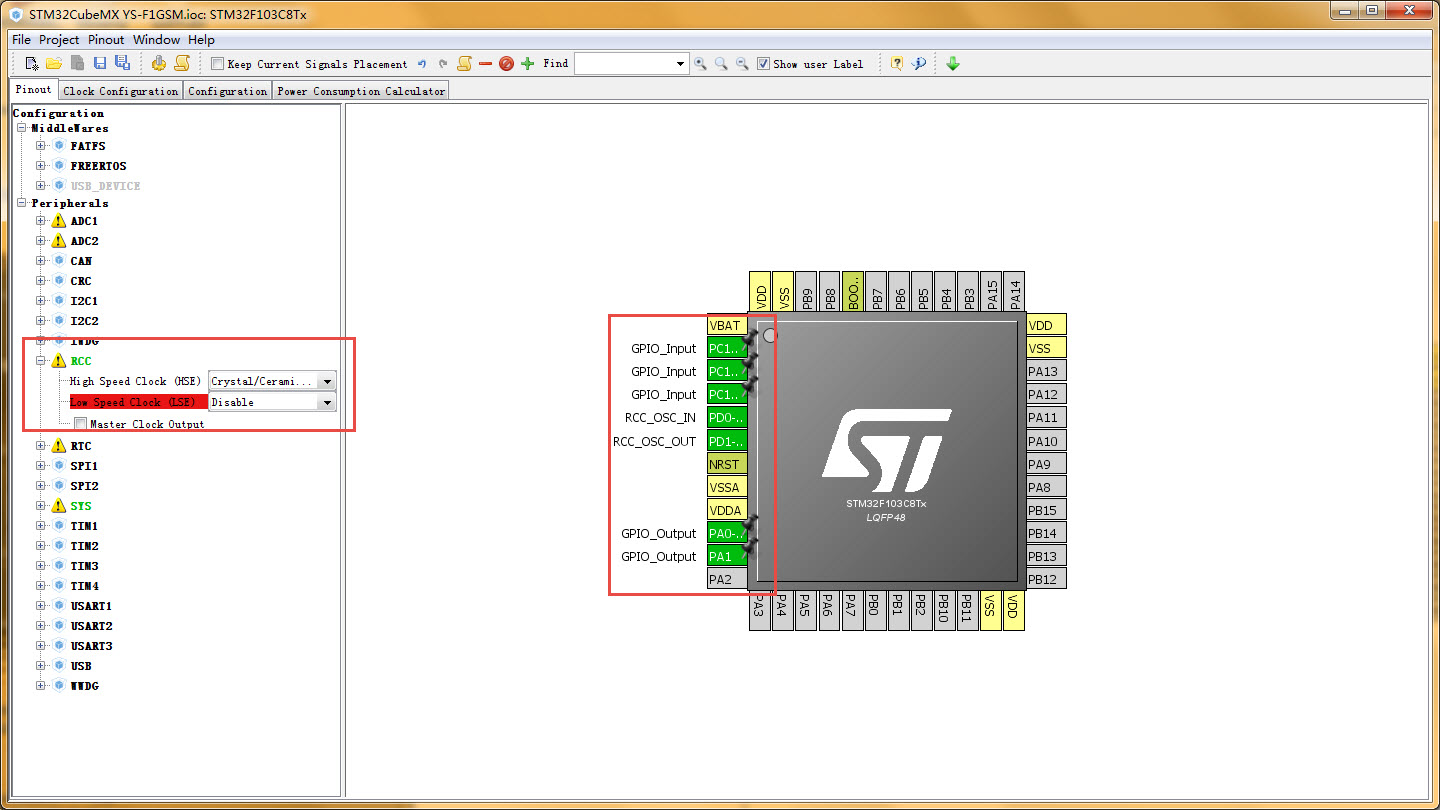 STM32CubeMX YS-F1GSM.ioc: STM32F103C8Tx
File Project Pinout Window Help
Keep Current Signals Placement Find Show user Label
Pinout Clock Configuration Configuration Power Consumption Calculator
Configuration
MiddleWares
FATFS
FREERTOS
USB_DEVICE
Peripherals
ADC1
ADC2
CAN
CRC
I2C1
I2C2
IWDG
RCC
High Speed Clock (HSE) Crystal/Cerami...
Low Speed Clock (LSE) Disable
Master Clock Output
RTC
SPI1
SPI2
SYS
TIM1
TIM2
TIM3
TIM4
USART1
USART2
USART3
USB
WWDG
VDD VSS PB9 PB8 BOO.. PB7 PB6 PB5 PB4 PB3 PA15 PA14
VBAT
GPIO_Input PC1..
GPIO_Input PC1..
GPIO_Input PC1..
RCC_OSC_IN PD0-..
RCC_OSC_OUT PD1-..
NRST
VSSA
VDDA
GPIO_Output PA0-..
GPIO_Output PA1
PA2
ST
STM32F103C8Tx
LQFP48
VDD
VSS
PA13
PA12
PA11
PA10
PA9
PA8
PB15
PB14
PB13
PB12
PA3 PA4 PA5 PA6 PA7 PB0 PB1 PB2 PB10 PB11 VSS VDD